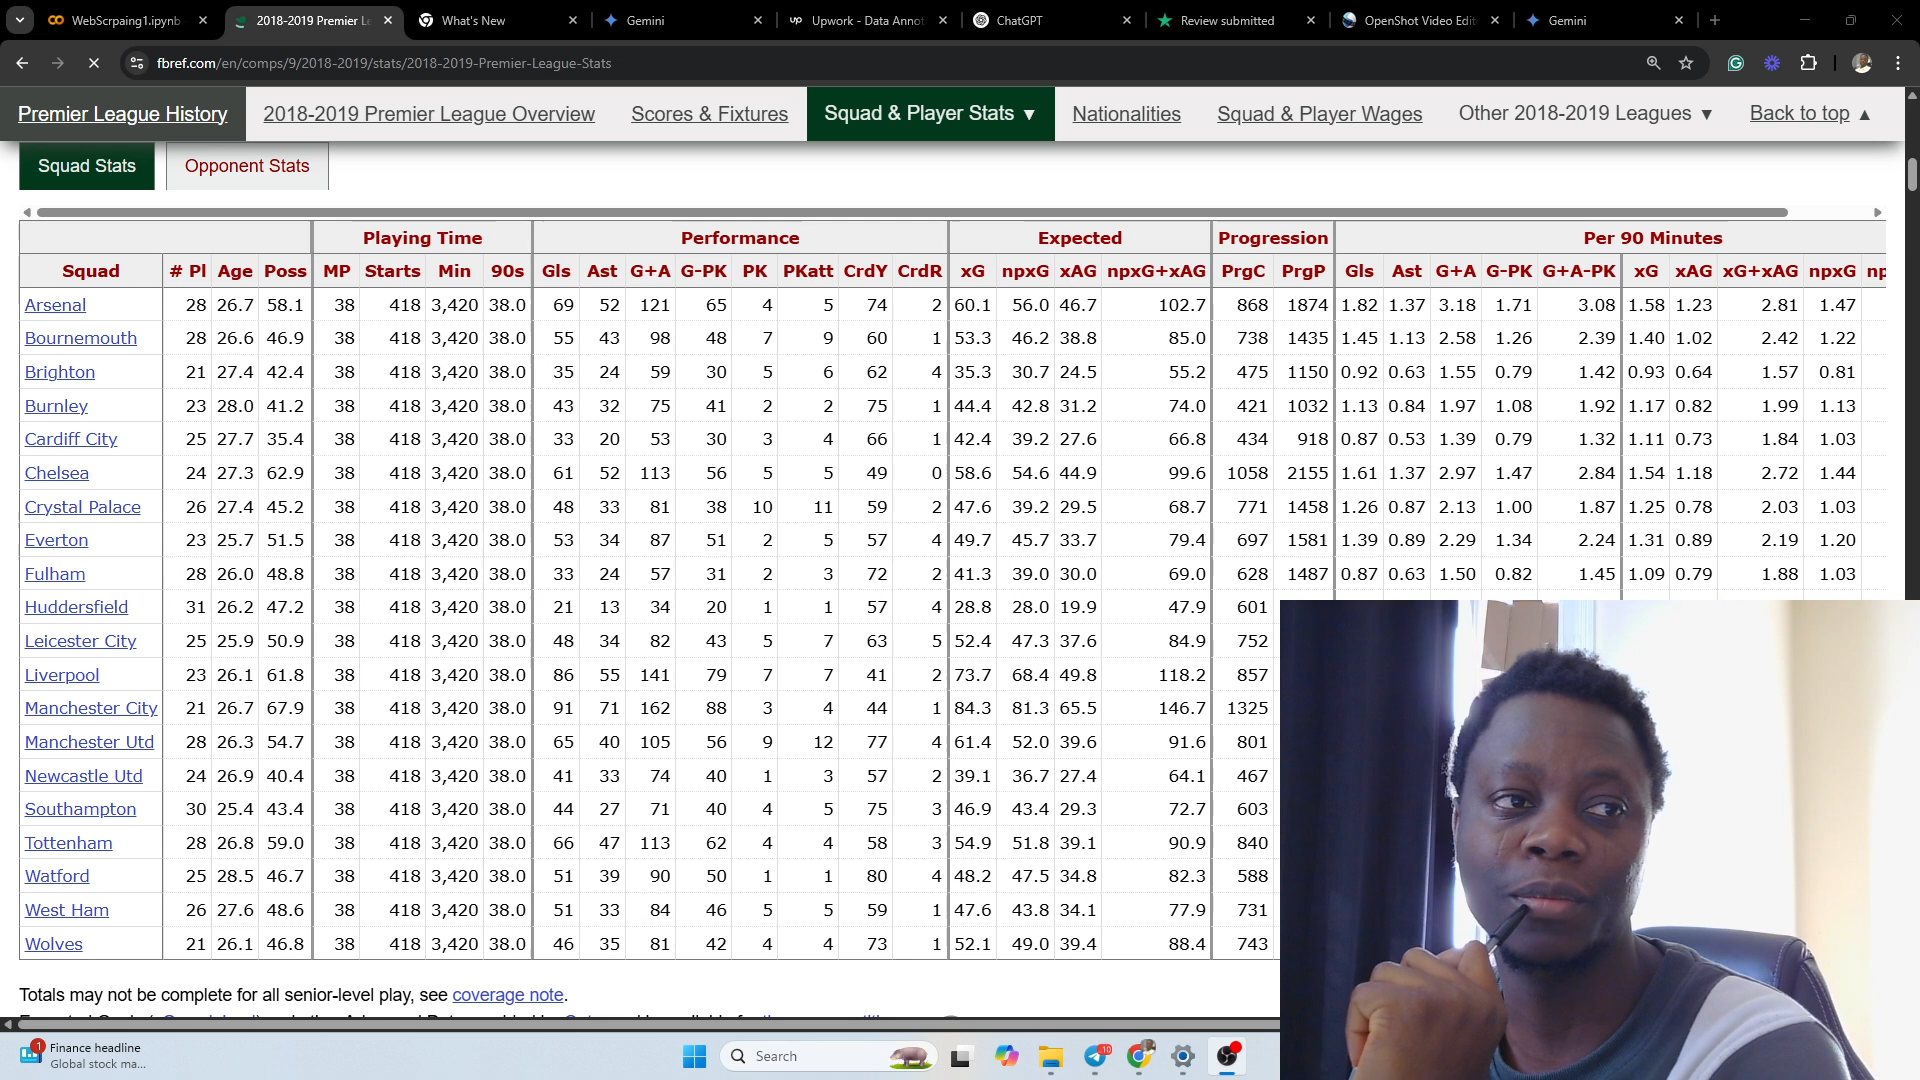 WebScrpaing1.ipynb
2018-2019 Premier Le
What's New
Gemini
Upwork - Data Annot
ChatGPT
Review submitted
OpenShot Video Edit
Gemini
fbref.com/en/comps/9/2018-2019/stats/2018-2019-Premier-League-Stats
Premier League History 2018-2019 Premier League Overview Scores & Fixtures Squad & Player Stats ▼ Nationalities Squad & Player Wages Other 2018-2019 Leagues ▼ Back to top ▲
Squad Stats Opponent Stats
Playing Time Performance Expected Progression Per 90 Minutes
Squad # Pl Age Poss MP Starts Min 90s Gls Ast G+A G-PK PK PKatt CrdY CrdR xG npxG xAG npxG+xAG PrgC PrgP Gls Ast G+A G-PK G+A-PK xG xAG xG+xAG npxG np
Arsenal 28 26.7 58.1 38 418 3,420 38.0 69 52 121 65 4 5 74 2 60.1 56.0 46.7 102.7 868 1874 1.82 1.37 3.18 1.71 3.08 1.58 1.23 2.81 1.47
Bournemouth 28 26.6 46.9 38 418 3,420 38.0 55 43 98 48 7 9 60 1 53.3 46.2 38.8 85.0 738 1435 1.45 1.13 2.58 1.26 2.39 1.40 1.02 2.42 1.22
Brighton 21 27.4 42.4 38 418 3,420 38.0 35 24 59 30 5 6 62 4 35.3 30.7 24.5 55.2 475 1150 0.92 0.63 1.55 0.79 1.42 0.93 0.64 1.57 0.81
Burnley 23 28.0 41.2 38 418 3,420 38.0 43 32 75 41 2 2 75 1 44.4 42.8 31.2 74.0 421 1032 1.13 0.84 1.97 1.08 1.92 1.17 0.82 1.99 1.13
Cardiff City 25 27.7 35.4 38 418 3,420 38.0 33 20 53 30 3 4 66 1 42.4 39.2 27.6 66.8 434 918 0.87 0.53 1.39 0.79 1.32 1.11 0.73 1.84 1.03
Chelsea 24 27.3 62.9 38 418 3,420 38.0 61 52 113 56 5 5 49 0 58.6 54.6 44.9 99.6 1058 2155 1.61 1.37 2.97 1.47 2.84 1.54 1.18 2.72 1.44
Crystal Palace 26 27.4 45.2 38 418 3,420 38.0 48 33 81 38 10 11 59 2 47.6 39.2 29.5 68.7 771 1458 1.26 0.87 2.13 1.00 1.87 1.25 0.78 2.03 1.03
Everton 23 25.7 51.5 38 418 3,420 38.0 53 34 87 51 2 5 57 4 49.7 45.7 33.7 79.4 697 1581 1.39 0.89 2.29 1.34 2.24 1.31 0.89 2.19 1.20
Fulham 28 26.0 48.8 38 418 3,420 38.0 33 24 57 31 2 3 72 2 41.3 39.0 30.0 69.0 628 1487 0.87 0.63 1.50 0.82 1.45 1.09 0.79 1.88 1.03
Huddersfield 31 26.2 47.2 38 418 3,420 38.0 21 13 34 20 1 1 57 4 28.8 28.0 19.9 47.9 601
Leicester City 25 25.9 50.9 38 418 3,420 38.0 48 34 82 43 5 7 63 5 52.4 47.3 37.6 84.9 752
Liverpool 23 26.1 61.8 38 418 3,420 38.0 86 55 141 79 7 7 41 2 73.7 68.4 49.8 118.2 857
Manchester City 21 26.7 67.9 38 418 3,420 38.0 91 71 162 88 3 4 44 1 84.3 81.3 65.5 146.7 1325
Manchester Utd 28 26.3 54.7 38 418 3,420 38.0 65 40 105 56 9 12 77 4 61.4 52.0 39.6 91.6 801
Newcastle Utd 24 26.9 40.4 38 418 3,420 38.0 41 33 74 40 1 3 57 2 39.1 36.7 27.4 64.1 467
Southampton 30 25.4 43.4 38 418 3,420 38.0 44 27 71 40 4 5 75 3 46.9 43.4 29.3 72.7 603
Tottenham 28 26.8 59.0 38 418 3,420 38.0 66 47 113 62 4 4 58 3 54.9 51.8 39.1 90.9 840
Watford 25 28.5 46.7 38 418 3,420 38.0 51 39 90 50 1 1 80 4 48.2 47.5 34.8 82.3 588
West Ham 26 27.6 48.6 38 418 3,420 38.0 51 33 84 46 5 5 59 1 47.6 43.8 34.1 77.9 731
Wolves 21 26.1 46.8 38 418 3,420 38.0 46 35 81 42 4 4 73 1 52.1 49.0 39.4 88.4 743
Totals may not be complete for all senior-level play, see coverage note.
1 Finance headline
Global stock ma...
Search
10